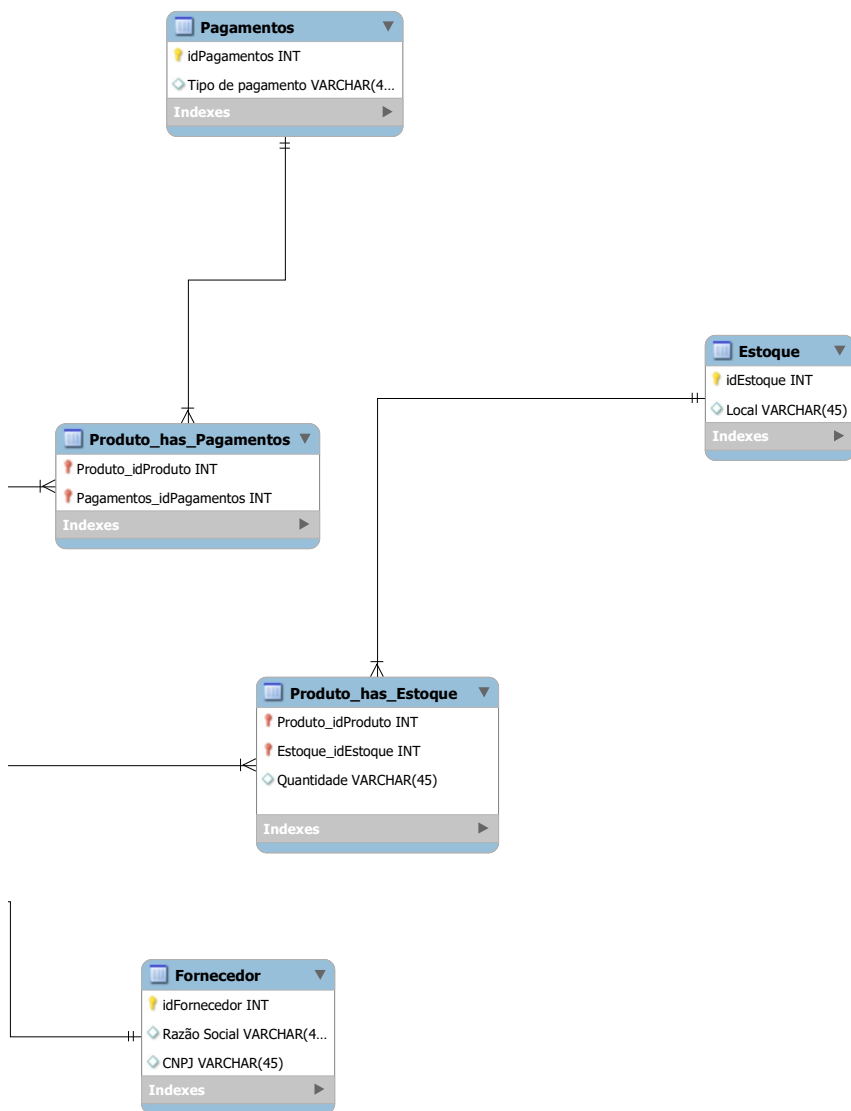 Pagamentos
idPagamentos INT
Tipo de pagamento VARCHAR(4...
Indexes
Estoque
idEstoque INT
Local VARCHAR(45)
Indexes
Produto_has_Pagamentos
Produto_idProduto INT
Pagamentos_idPagamentos INT
Indexes
Produto_has_Estoque
Produto_idProduto INT
Estoque_idEstoque INT
Quantidade VARCHAR(45)
Indexes
Fornecedor
idFornecedor INT
Razão Social VARCHAR(4...
CNPJ VARCHAR(45)
Indexes